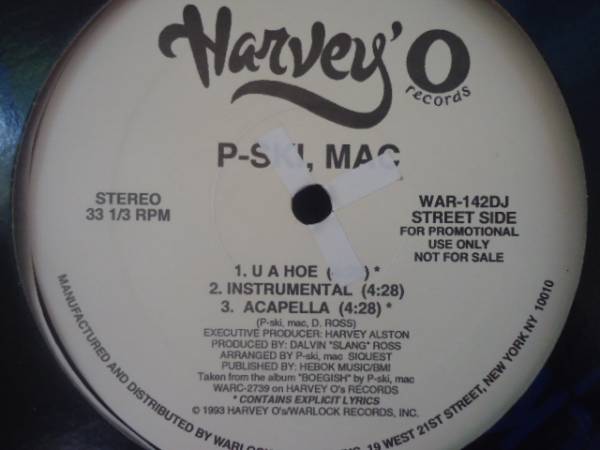 Harvey' O
records
P-SKI, MAC
STEREO
33 1/3 RPM
WAR-142DJ
STREET SIDE
FOR PROMOTIONAL
USE ONLY
NOT FOR SALE
1. U A HOE ( ) *
2. INSTRUMENTAL (4:28)
3. ACAPELLA (4:28) *
(P-ski, mac, D. ROSS)
EXECUTIVE PRODUCER: HARVEY ALSTON
PRODUCED BY: DALVIN "SLANG" ROSS
ARRANGED BY P-ski, mac SIQUEST
PUBLISHED BY: HEBOK MUSIC/BMI
Taken from the album "BOEGISH" by P-ski, mac
WARC-2739 on HARVEY O's RECORDS
* CONTAINS EXPLICIT LYRICS
© 1993 HARVEY O's/WARLOCK RECORDS, INC.
MANUFACTURED AND DISTRIBUTED BY 19 WEST 21ST STREET, NEW YORK NY 10010